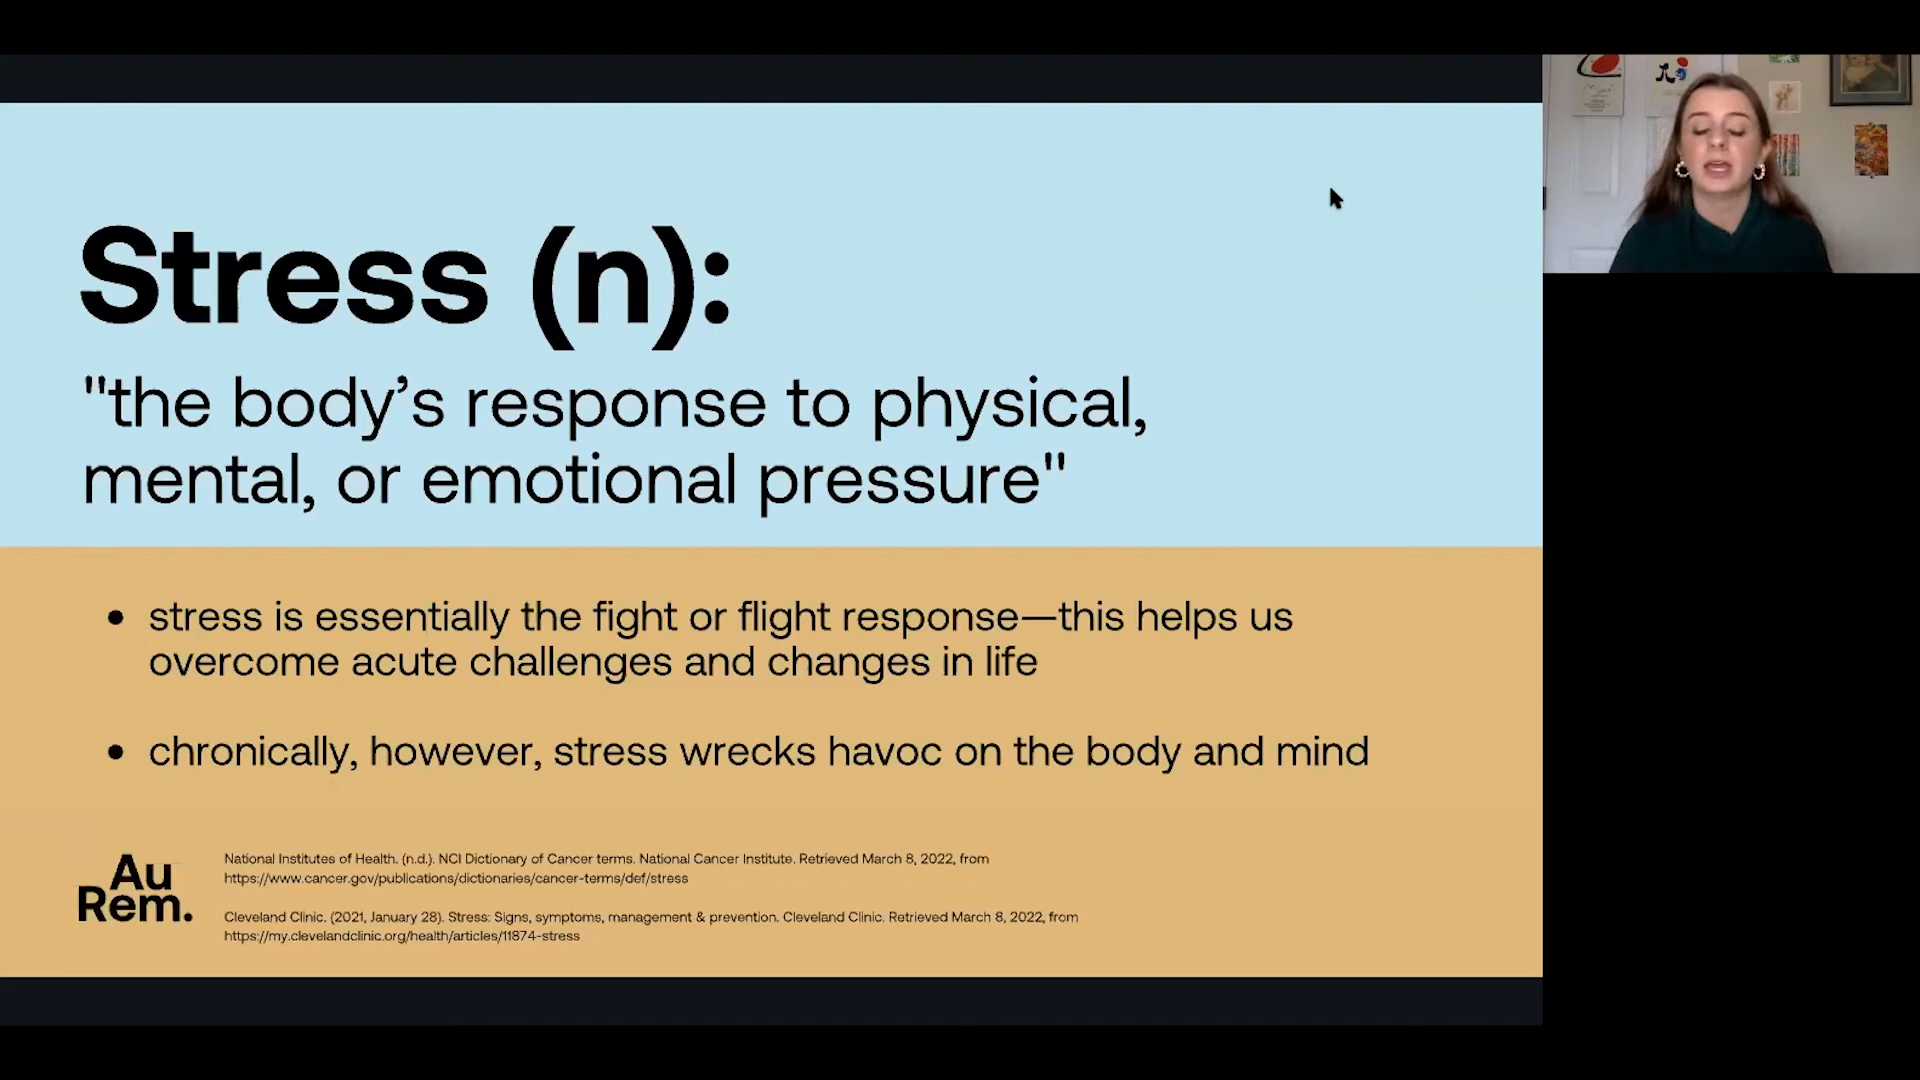 Stress (n):
"the body’s response to physical,
mental, or emotional pressure"
• stress is essentially the fight or flight response—this helps us
overcome acute challenges and changes in life
• chronically, however, stress wrecks havoc on the body and mind
Au
Rem.
National Institutes of Health. (n.d.). NCI Dictionary of Cancer terms. National Cancer Institute. Retrieved March 8, 2022, from
https://www.cancer.gov/publications/dictionaries/cancer-terms/def/stress
Cleveland Clinic. (2021, January 28). Stress: Signs, symptoms, management & prevention. Cleveland Clinic. Retrieved March 8, 2022, from
https://my.clevelandclinic.org/health/articles/11874-stress